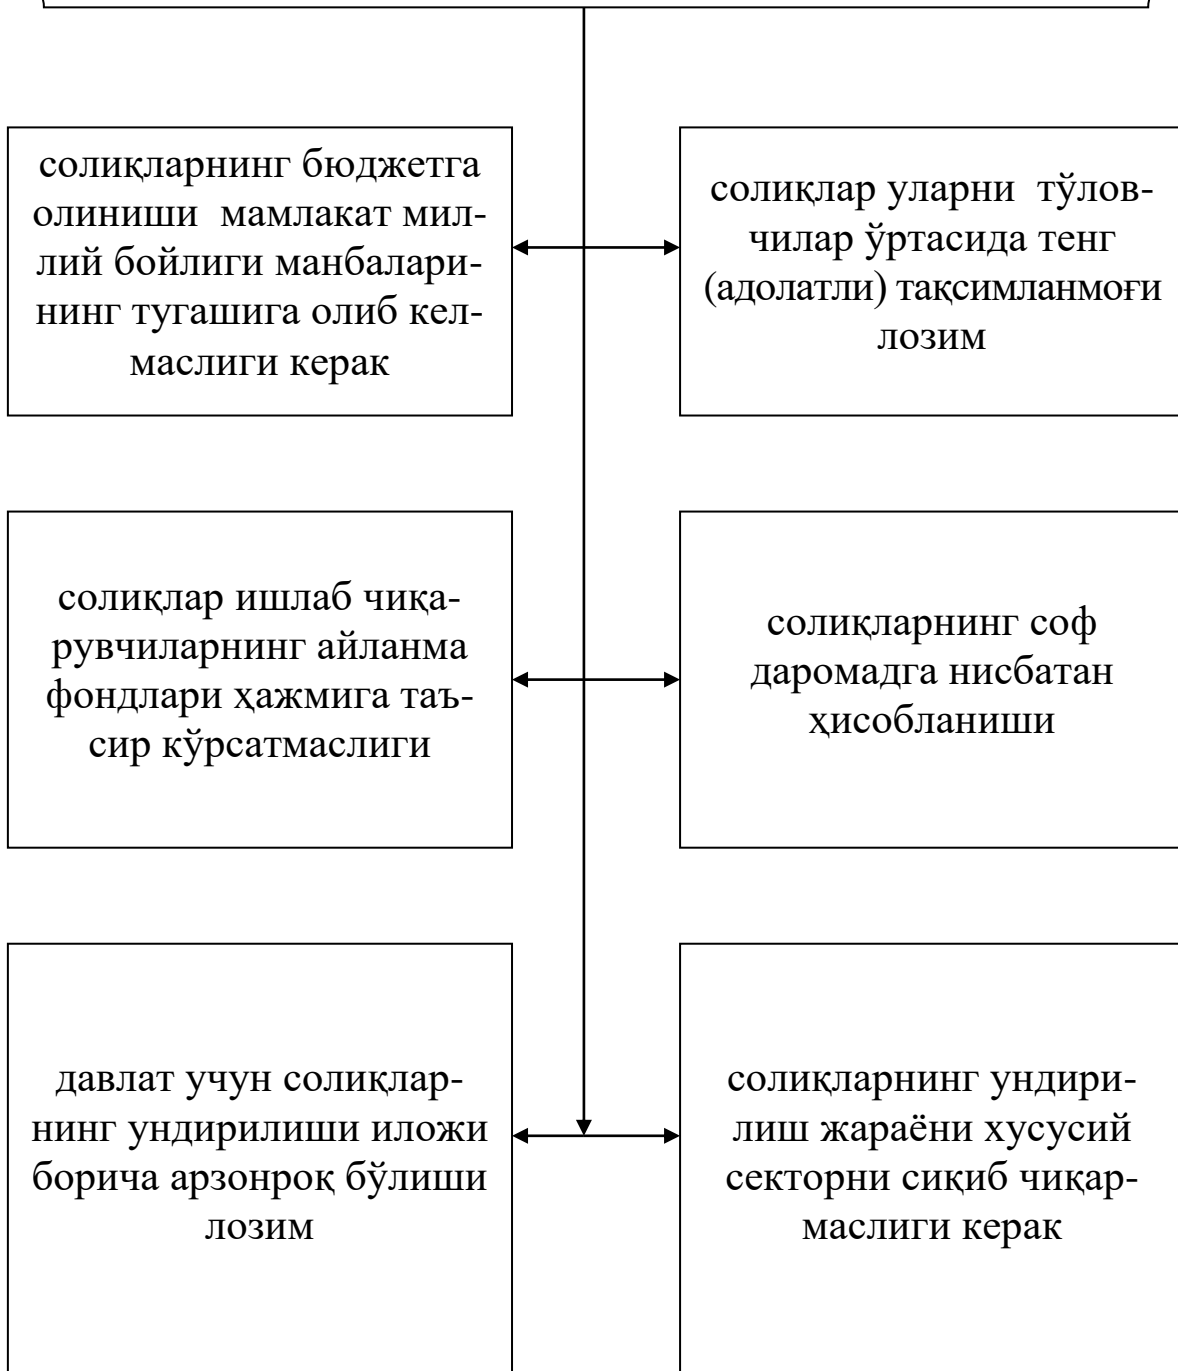 солиқларнинг бюджетга
олиниши мамлакат мил-
лий бойлиги манбалари-
нинг тугашига олиб кел-
маслиги керак
солиқлар уларни тўлов-
чилар ўртасида тенг
(адолатли) тақсимланмоғи
лозим
солиқлар ишлаб чиқа-
рувчиларнинг айланма
фондлари ҳажмига таъ-
сир кўрсатмаслиги
солиқларнинг соф
даромадга нисбатан
ҳисобланиши
давлат учун солиқлар-
нинг ундирилиши иложи
борича арзонроқ бўлиши
лозим
солиқларнинг ундири-
лиш жараёни хусусий
секторни сиқиб чиқар-
маслиги керак